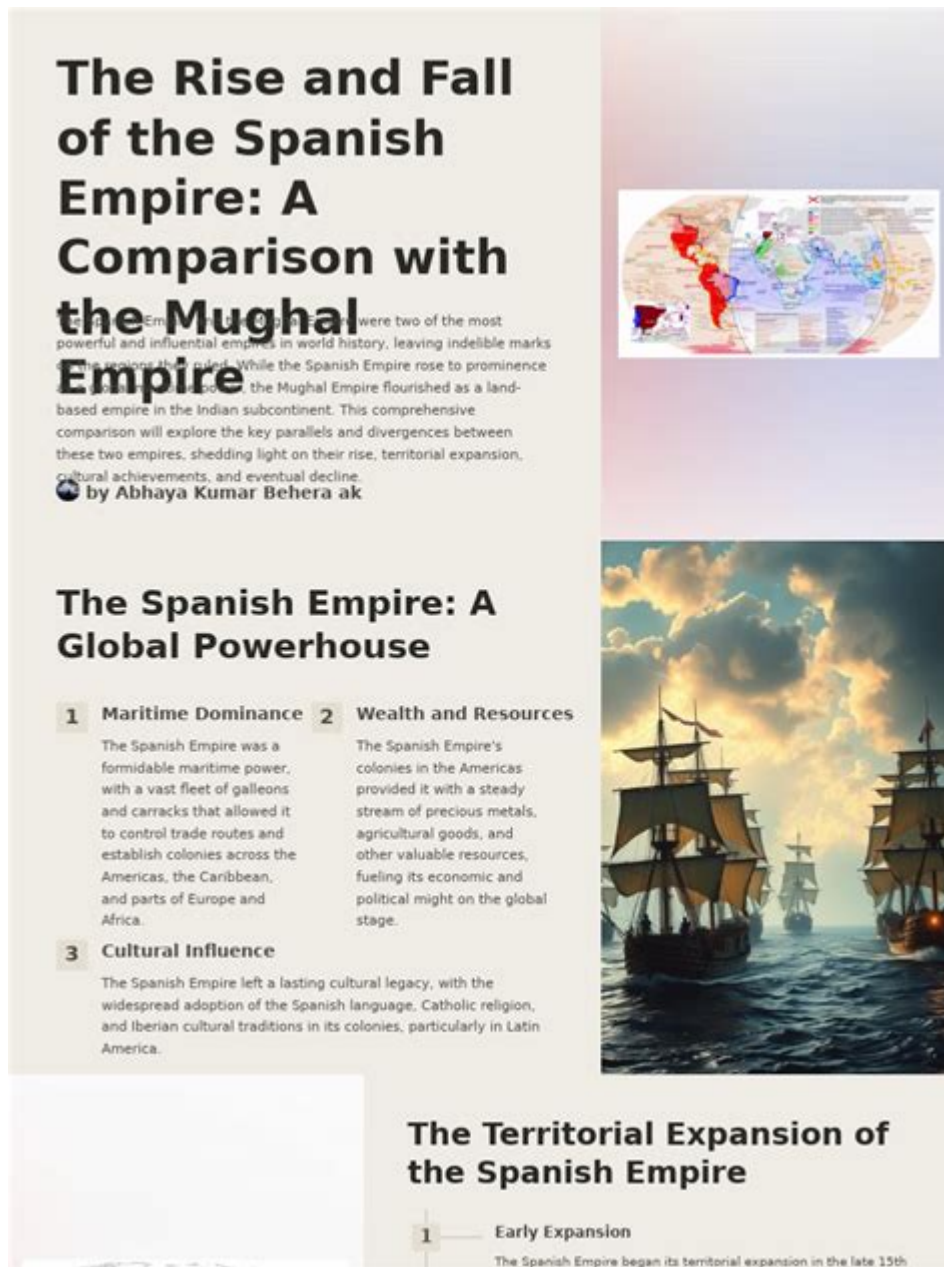 The Rise and Fall
of the Spanish
Empire: A
Comparison with
the Mughal
Empire
were two of the most
powerful and influential empires in world history, leaving indelible marks
the regions they ruled. While the Spanish Empire rose to prominence
the Mughal Empire flourished as a land-
based empire in the Indian subcontinent. This comprehensive
comparison will explore the key parallels and divergences between
these two empires, shedding light on their rise, territorial expansion,
cultural achievements, and eventual decline.
by Abhaya Kumar Behera ak
The Spanish Empire: A
Global Powerhouse
1 Maritime Dominance
The Spanish Empire was a
formidable maritime power,
with a vast fleet of galleons
and carracks that allowed it
to control trade routes and
establish colonies across the
Americas, the Caribbean,
and parts of Europe and
Africa.
2 Wealth and Resources
The Spanish Empire's
colonies in the Americas
provided it with a steady
stream of precious metals,
agricultural goods, and
other valuable resources,
fueling its economic and
political might on the global
stage.
3 Cultural Influence
The Spanish Empire left a lasting cultural legacy, with the
widespread adoption of the Spanish language, Catholic religion,
and Iberian cultural traditions in its colonies, particularly in Latin
America.
The Territorial Expansion of
the Spanish Empire
1 Early Expansion
The Spanish Empire began its territorial expansion in the late 15th